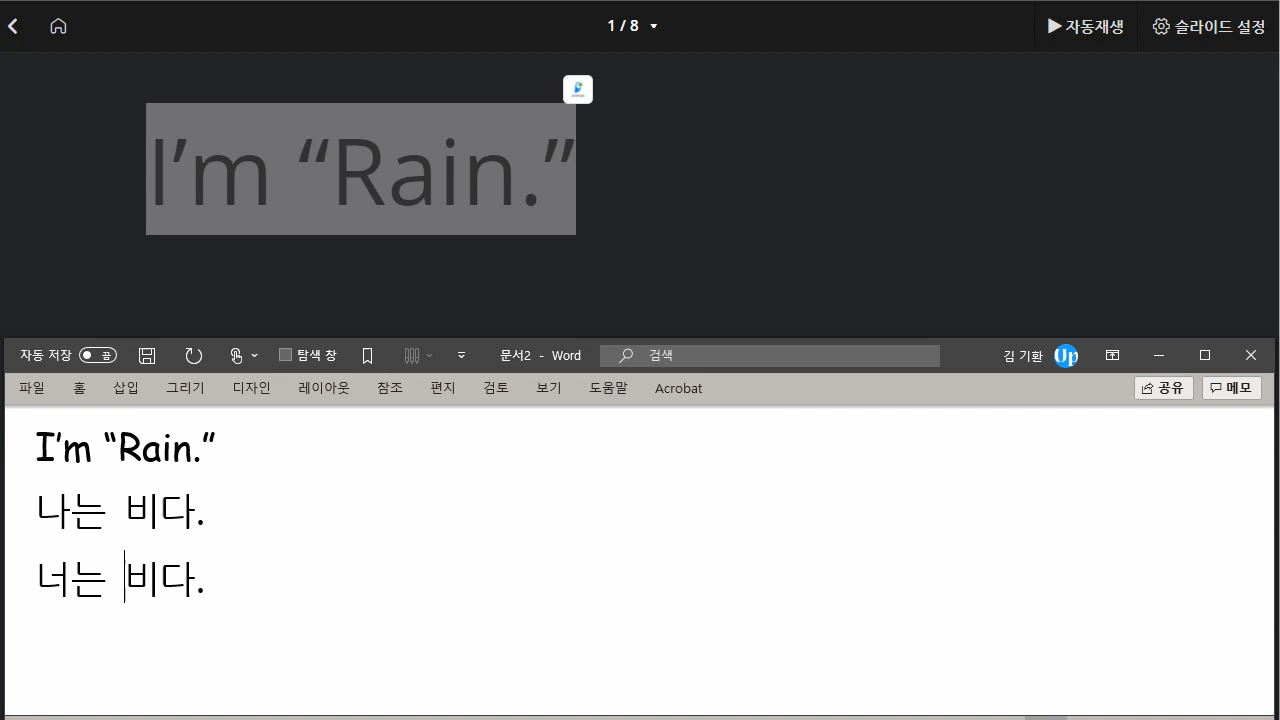 1 / 8
자동재생
슬라이드 설정
I’m “Rain.”
자동 저장 끔 탐색 창 문서2 - Word 검색 김 기환 Up
파일 홈 삽입 그리기 디자인 레이아웃 참조 편지 검토 보기 도움말 Acrobat 공유 메모
I’m “Rain.”
나는 비다.
너는 비다.